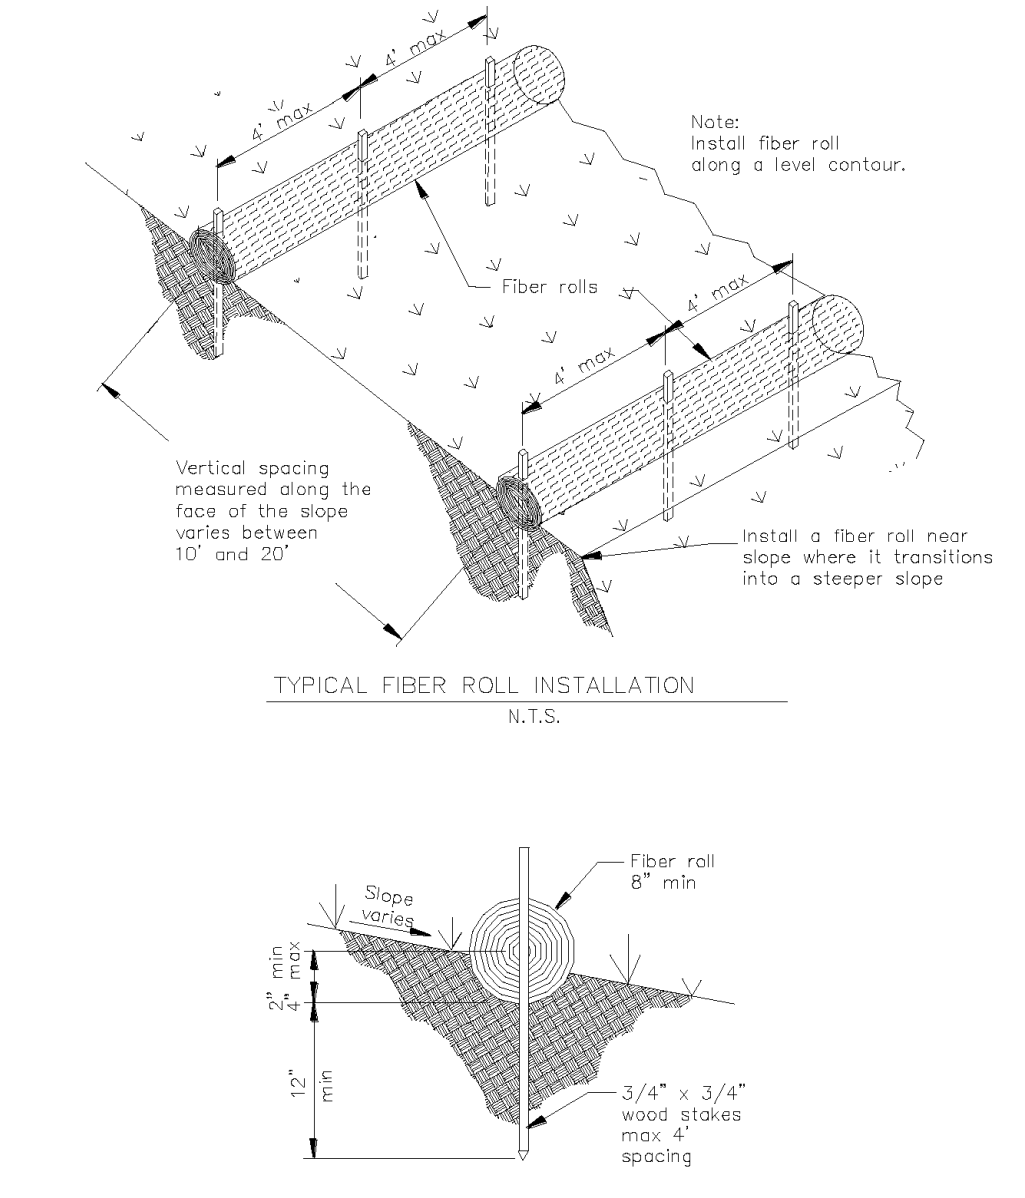 4' max
4' max
Note:
Install fiber roll
along a level contour.
Fiber rolls
4' max
4' max
Vertical spacing
measured along the
face of the slope
varies between
10' and 20'
Install a fiber roll near
slope where it transitions
into a steeper slope
TYPICAL FIBER ROLL INSTALLATION
N.T.S.
Fiber roll
8" min
Slope
varies
2" min
4" max
12"
min
3/4" x 3/4"
wood stakes
max 4'
spacing